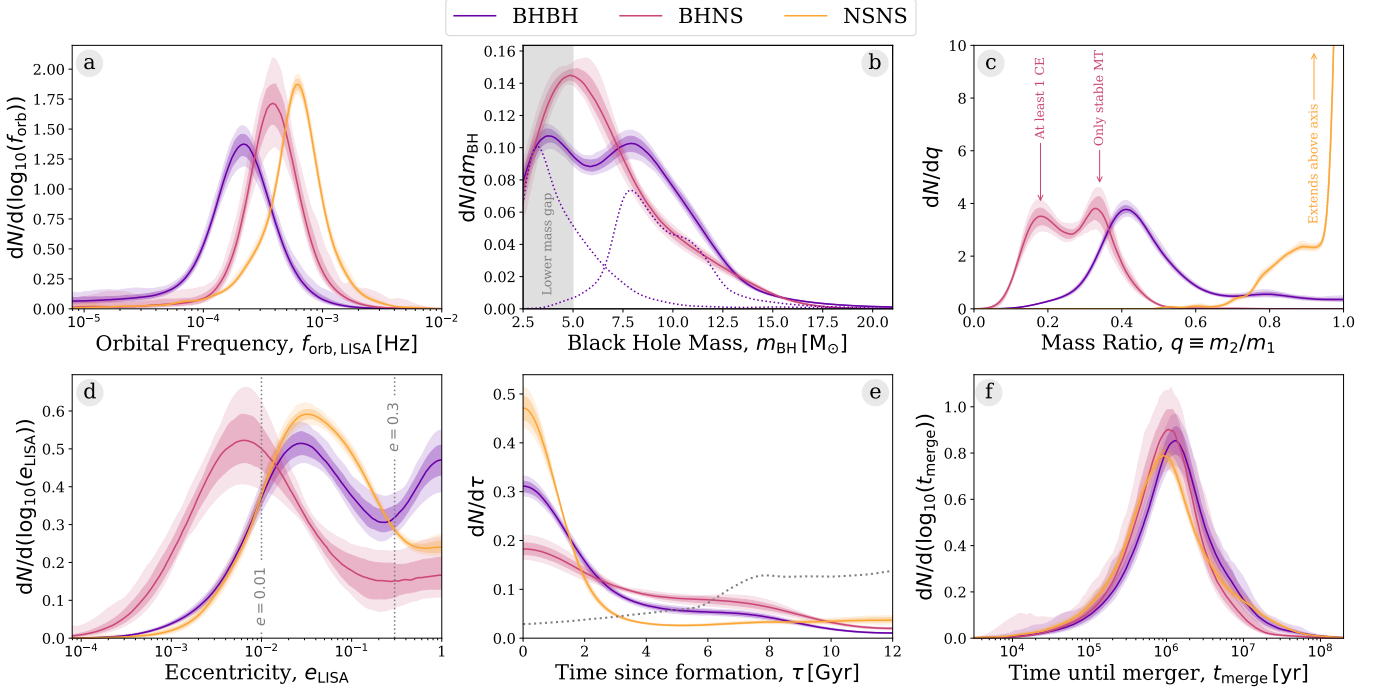 BHBH BHNS NSNS
a
dN/d(log₁₀(f_orb))
2.00
1.75
1.50
1.25
1.00
0.75
0.50
0.25
0.00
10⁻⁵ 10⁻⁴ 10⁻³ 10⁻²
Orbital Frequency, f_orb, LISA [Hz]
b
dN/dm_BH
0.16
0.14
0.12
0.10
0.08
0.06
0.04
0.02
0.00
Lower mass gap
2.5 5.0 7.5 10.0 12.5 15.0 17.5 20.0
Black Hole Mass, m_BH [M_⊙]
c
dN/dq
10
8
6
4
2
0
At least 1 CE
Only stable MT
Extends above axis
0.0 0.2 0.4 0.6 0.8 1.0
Mass Ratio, q ≡ m₂/m₁
d
dN/d(log₁₀(e_LISA))
0.6
0.5
0.4
0.3
0.2
0.1
0.0
e = 0.01
e = 0.3
10⁻⁴ 10⁻³ 10⁻² 10⁻¹ 1
Eccentricity, e_LISA
e
dN/dτ
0.5
0.4
0.3
0.2
0.1
0.0
0 2 4 6 8 10 12
Time since formation, τ [Gyr]
f
dN/d(log₁₀(t_merge))
1.0
0.8
0.6
0.4
0.2
0.0
10⁴ 10⁵ 10⁶ 10⁷ 10⁸
Time until merger, t_merge [yr]